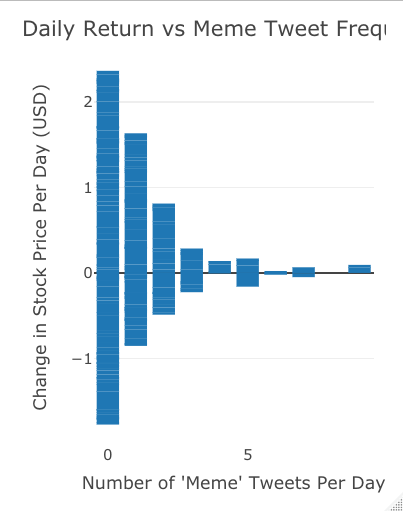 Daily Return vs Meme Tweet
Change in Stock Price Per Day (USD)
2
1
0
−1
0
5
Number of 'Meme' Tweets Per Day